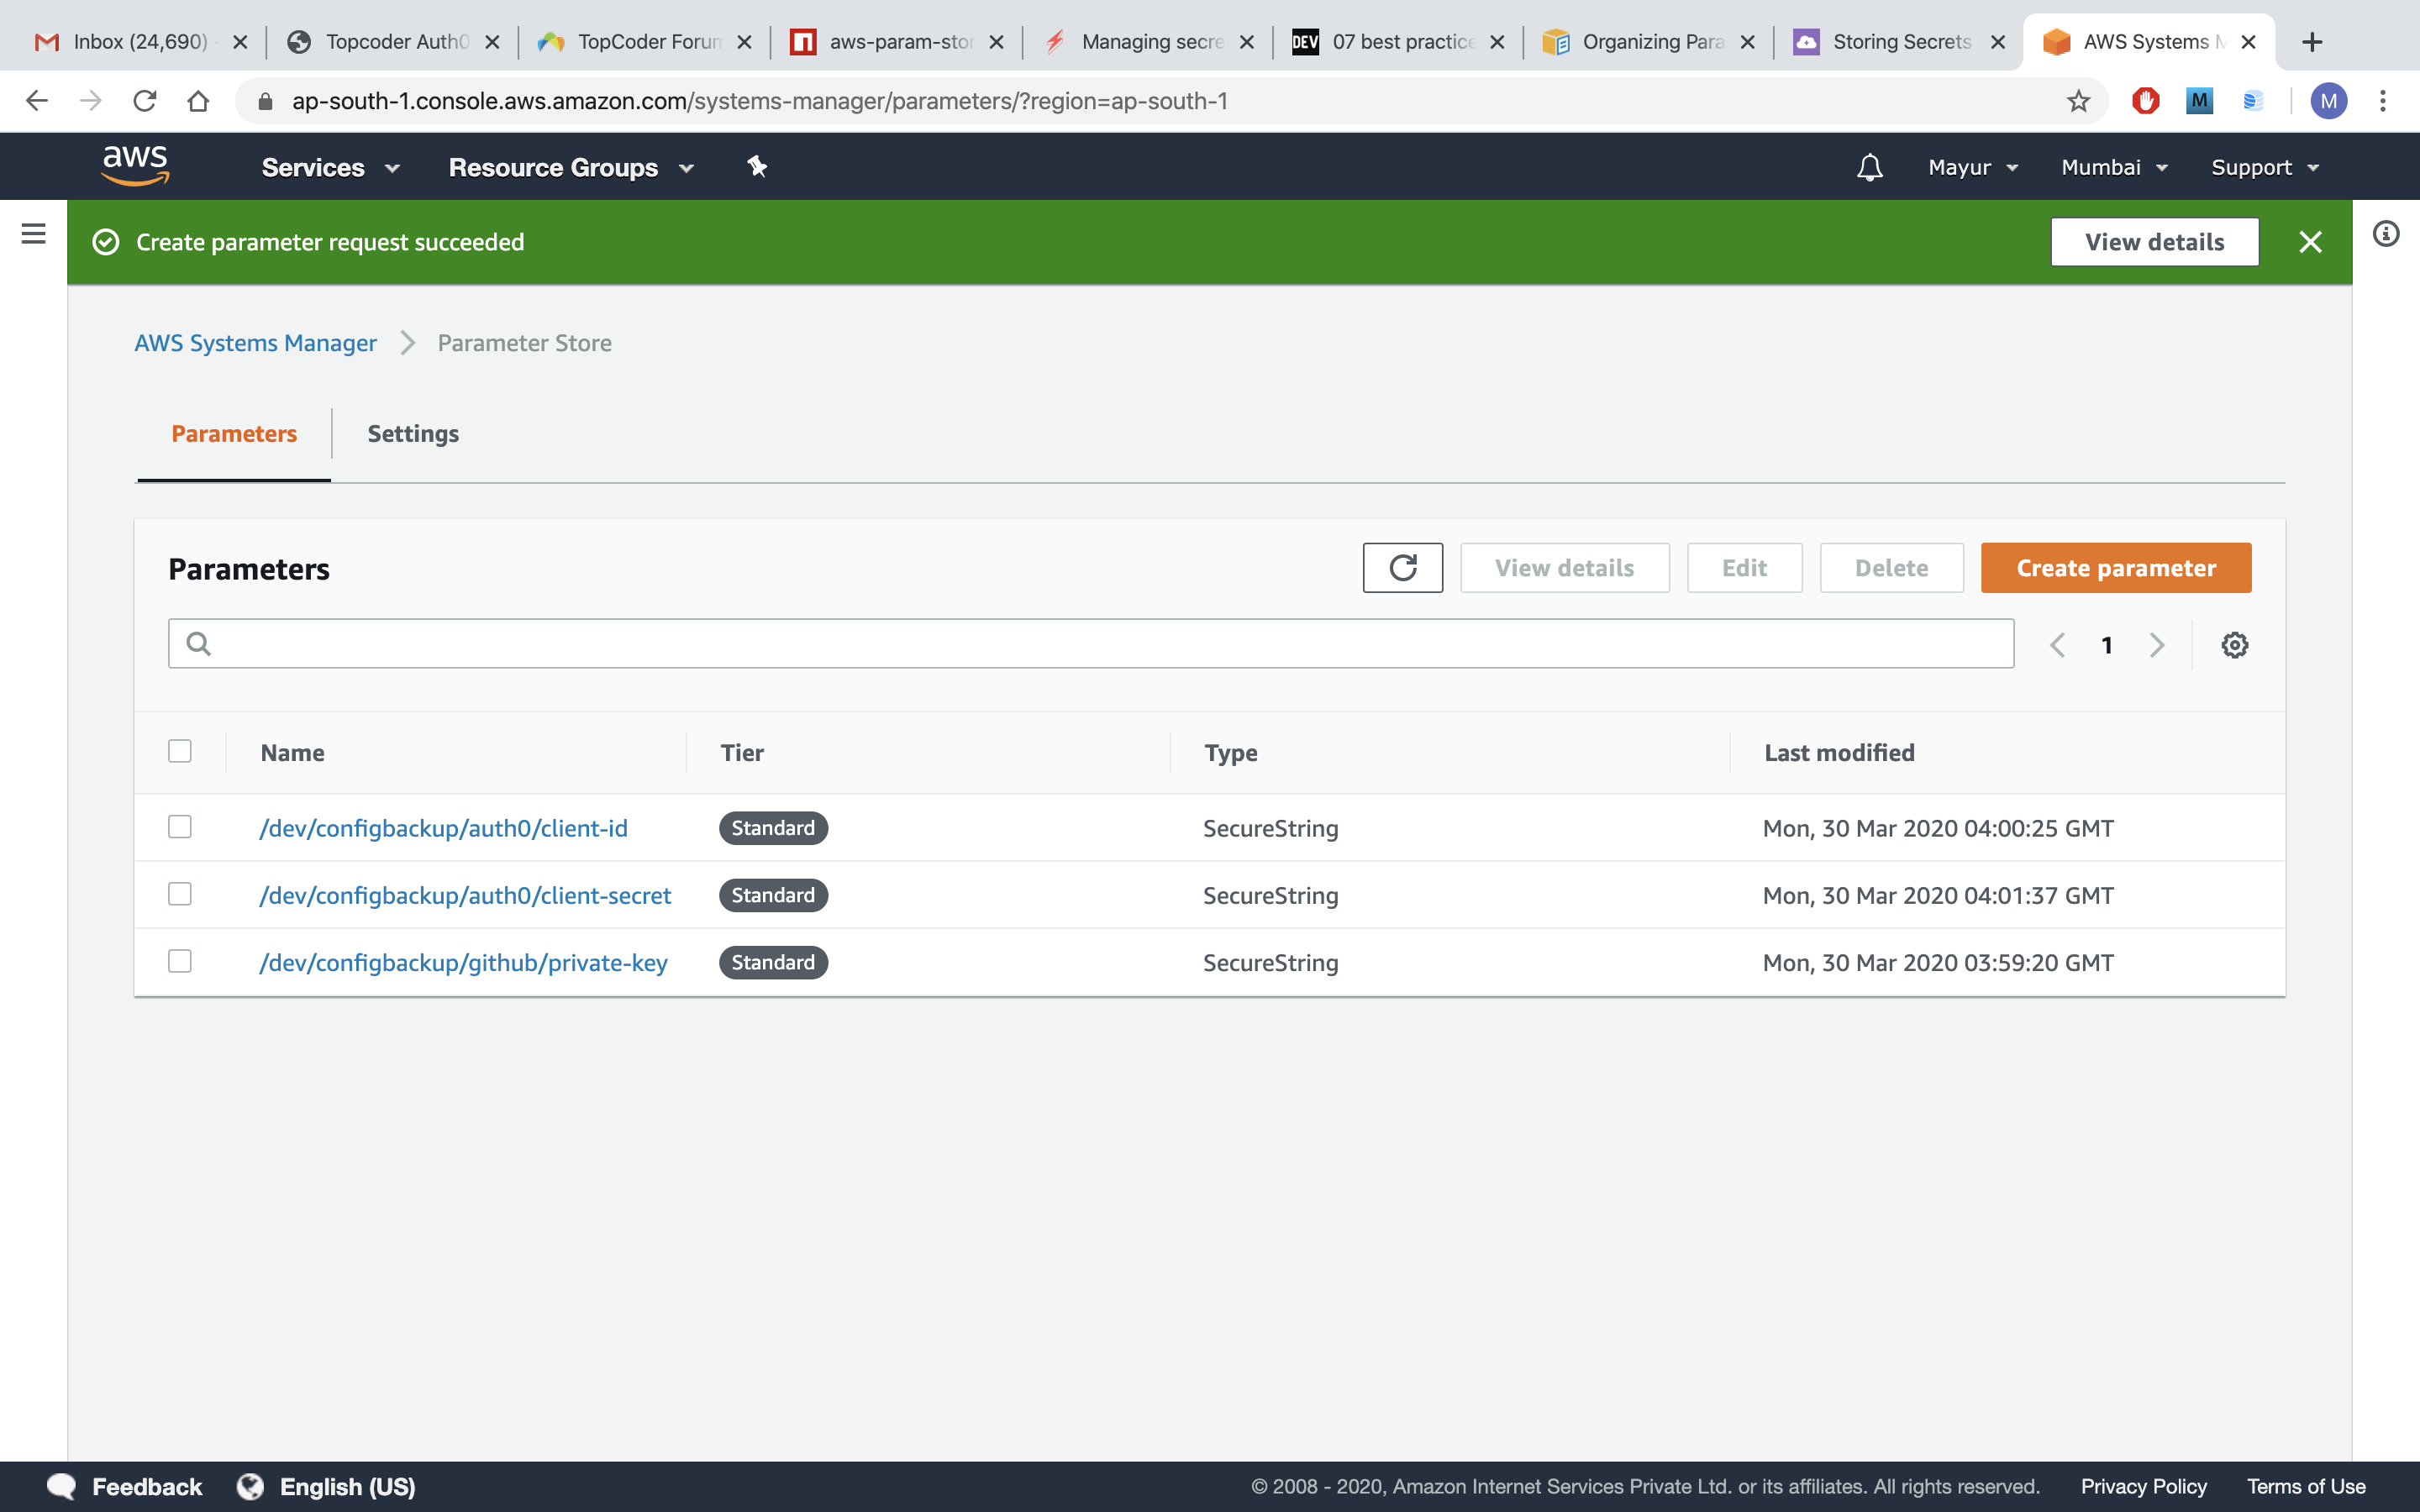 Inbox (24,690)
Topcoder Auth0
TopCoder Forum
aws-param-stor
Managing secre
DEV
07 best practice
Organizing Para
Storing Secrets
AWS Systems M
ap-south-1.console.aws.amazon.com/systems-manager/parameters/?region=ap-south-1
M
M
aws
Services
Resource Groups
Mayur
Mumbai
Support
Create parameter request succeeded
View details
AWS Systems Manager
Parameter Store
Parameters
Settings
Parameters
View details
Edit
Delete
Create parameter
1
Name
Tier
Type
Last modified
/dev/configbackup/auth0/client-id
Standard
SecureString
Mon, 30 Mar 2020 04:00:25 GMT
/dev/configbackup/auth0/client-secret
Standard
SecureString
Mon, 30 Mar 2020 04:01:37 GMT
/dev/configbackup/github/private-key
Standard
SecureString
Mon, 30 Mar 2020 03:59:20 GMT
Feedback
English (US)
© 2008 - 2020, Amazon Internet Services Private Ltd. or its affiliates. All rights reserved.
Privacy Policy
Terms of Use